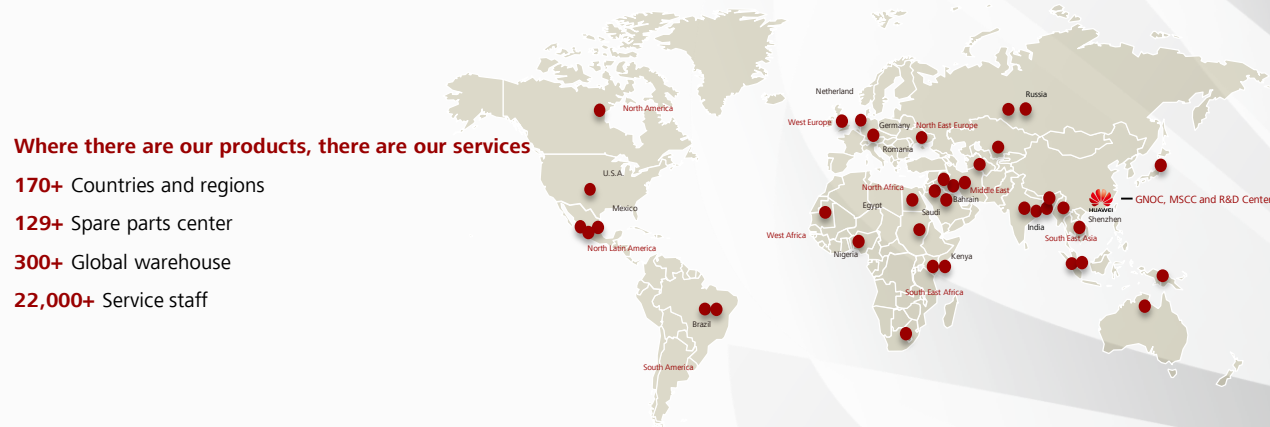 Where there are our products, there are our services
170+ Countries and regions
129+ Spare parts center
300+ Global warehouse
22,000+ Service staff
North America
U.S.A.
Mexico
North Latin America
Brazil
South America
Netherland
West Europe
Germany
North East Europe
Romania
Russia
North Africa
Egypt
Saudi
Bahrain
Middle East
West Africa
Nigeria
Kenya
South East Africa
India
South East Asia
HUAWEI
Shenzhen
GNOC, MSCC and R&D Center